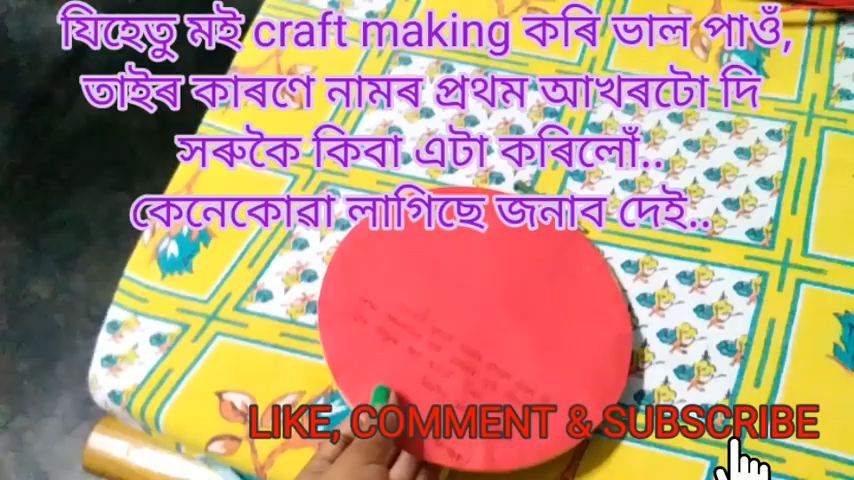 যিহেতু মই craft making কৰি ভাল পাওঁ,
তাইৰ কাৰণে নামৰ প্ৰথম আখৰটো দি
সৰুকৈ কিবা এটা কৰিলোঁ..
কেনেকোৱা লাগিছে জনাব দেই..
LIKE, COMMENT & SUBSCRIBE